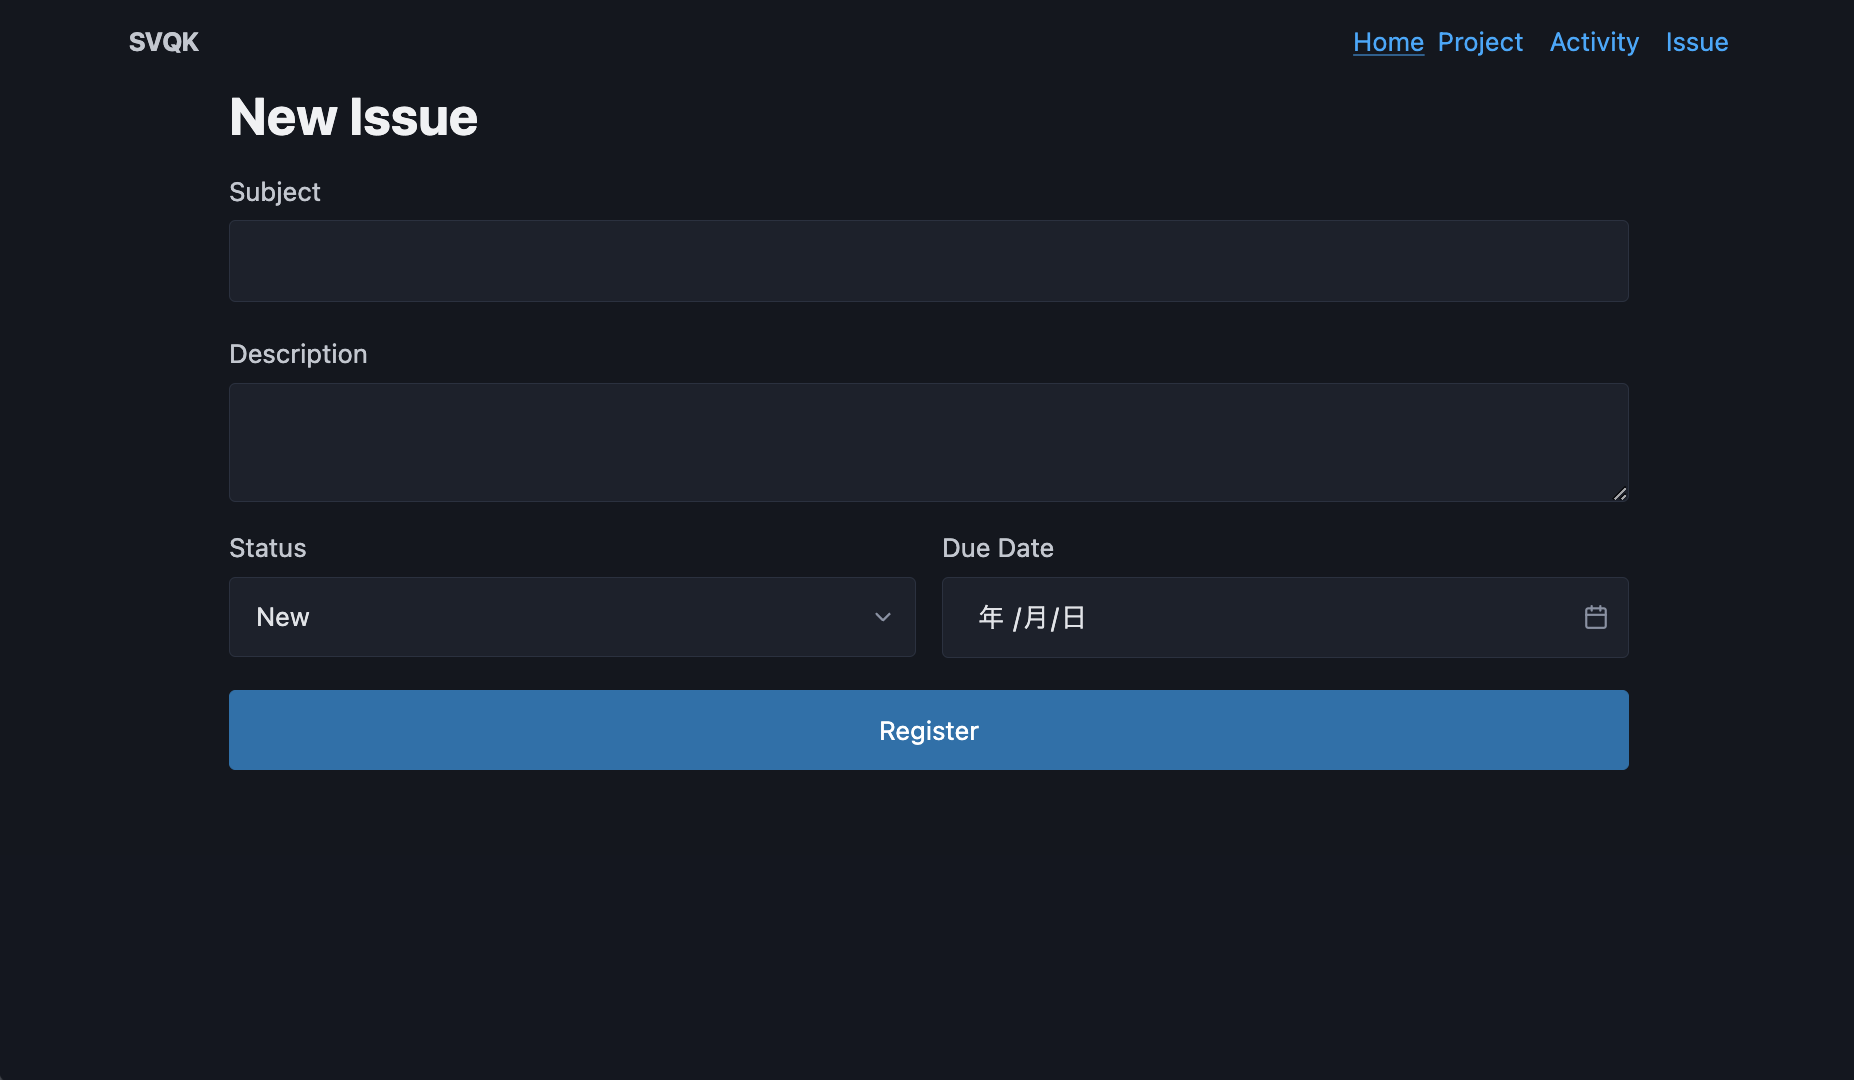 SVQK Home Project Activity Issue
New Issue
Subject
Description
Status Due Date
New 年 /月/日
Register